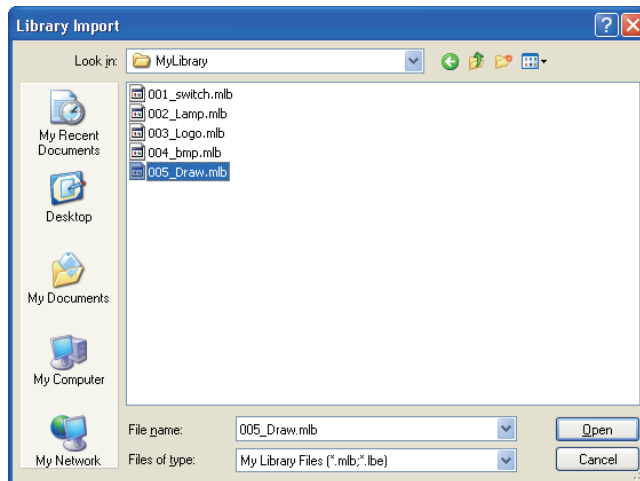 Library Import
Look in: MyLibrary
001_switch.mlb
002_Lamp.mlb
003_Logo.mlb
004_bmp.mlb
005_Draw.mlb
My Recent
Documents
Desktop
My Documents
My Computer
My Network
File name: 005_Draw.mlb Open
Files of type: My Library Files (*.mlb;*.lbe) Cancel